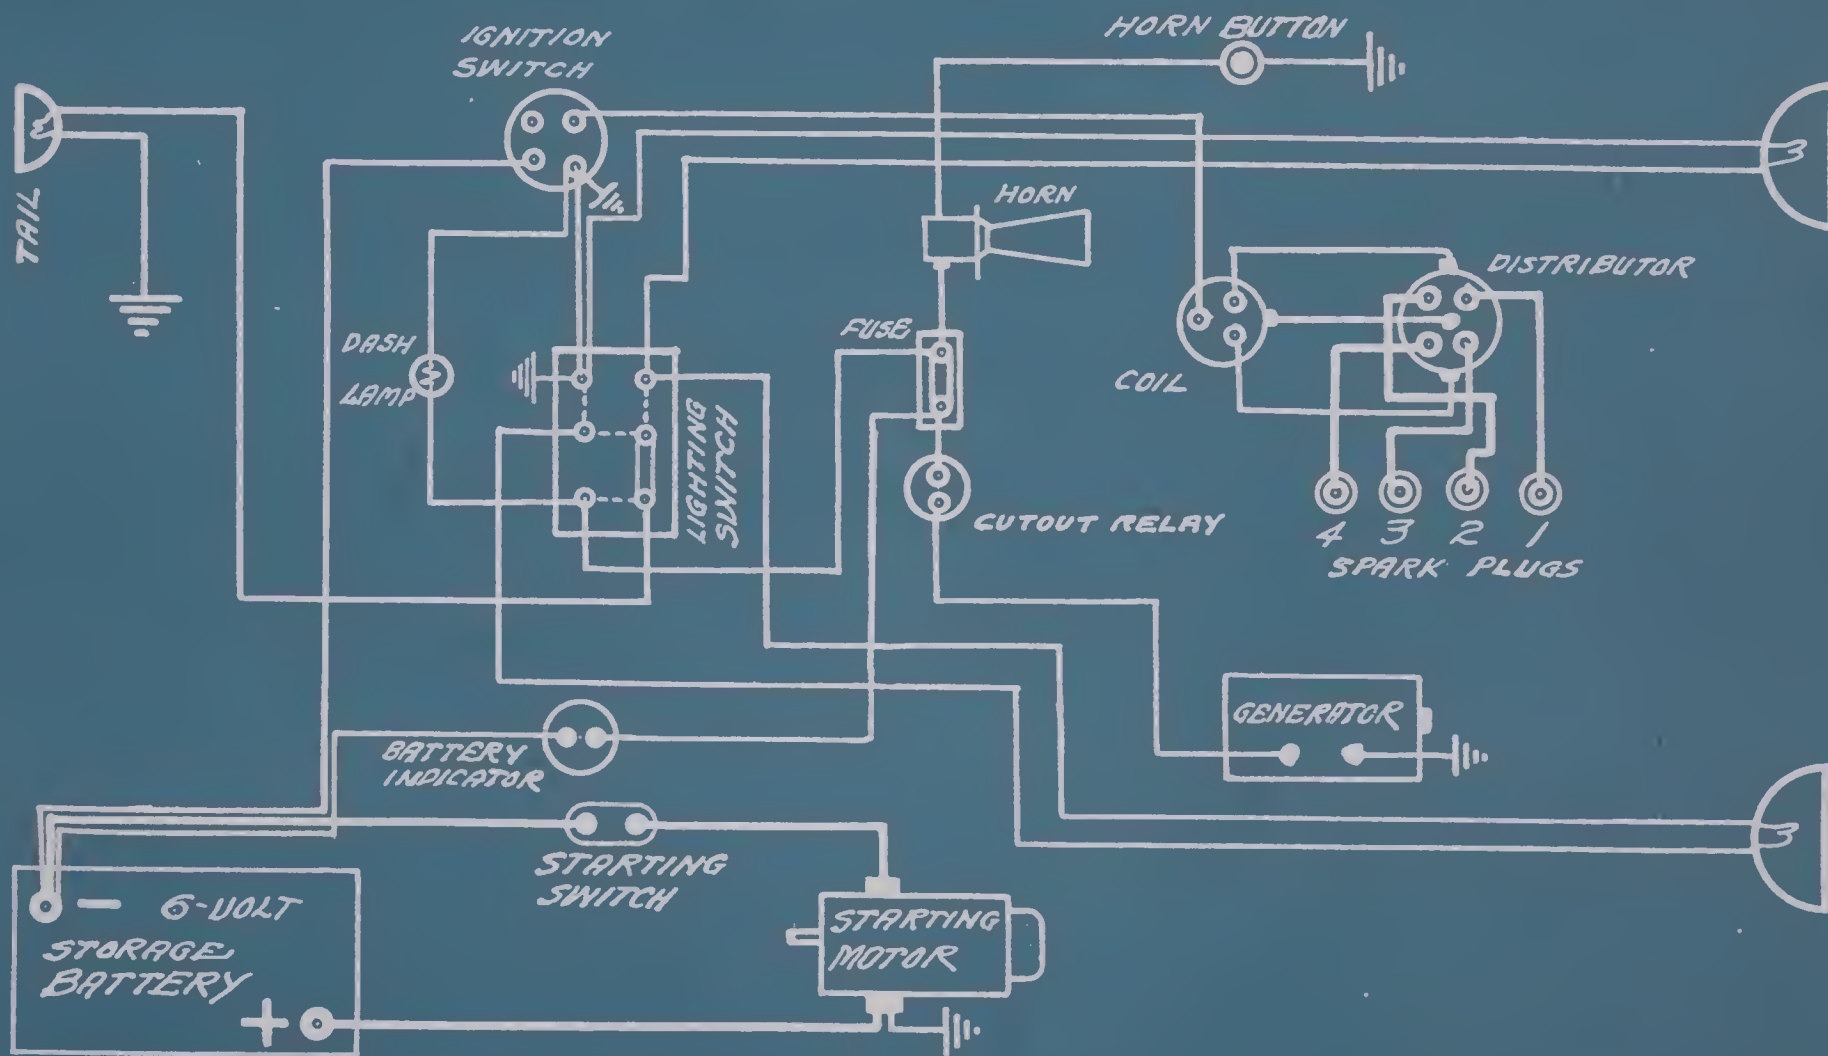 IGNITION
SWITCH
HORN BUTTON
TAIL
HORN
DISTRIBUTOR
DASH
LAMP
FUSE
COIL
LIGHTING
SWITCH
CUTOUT RELAY
4 3 2 1
SPARK PLUGS
GENERATOR
BATTERY
INDICATOR
STARTING
SWITCH
— 6-VOLT
STORAGE
BATTERY
+
STARTING
MOTOR